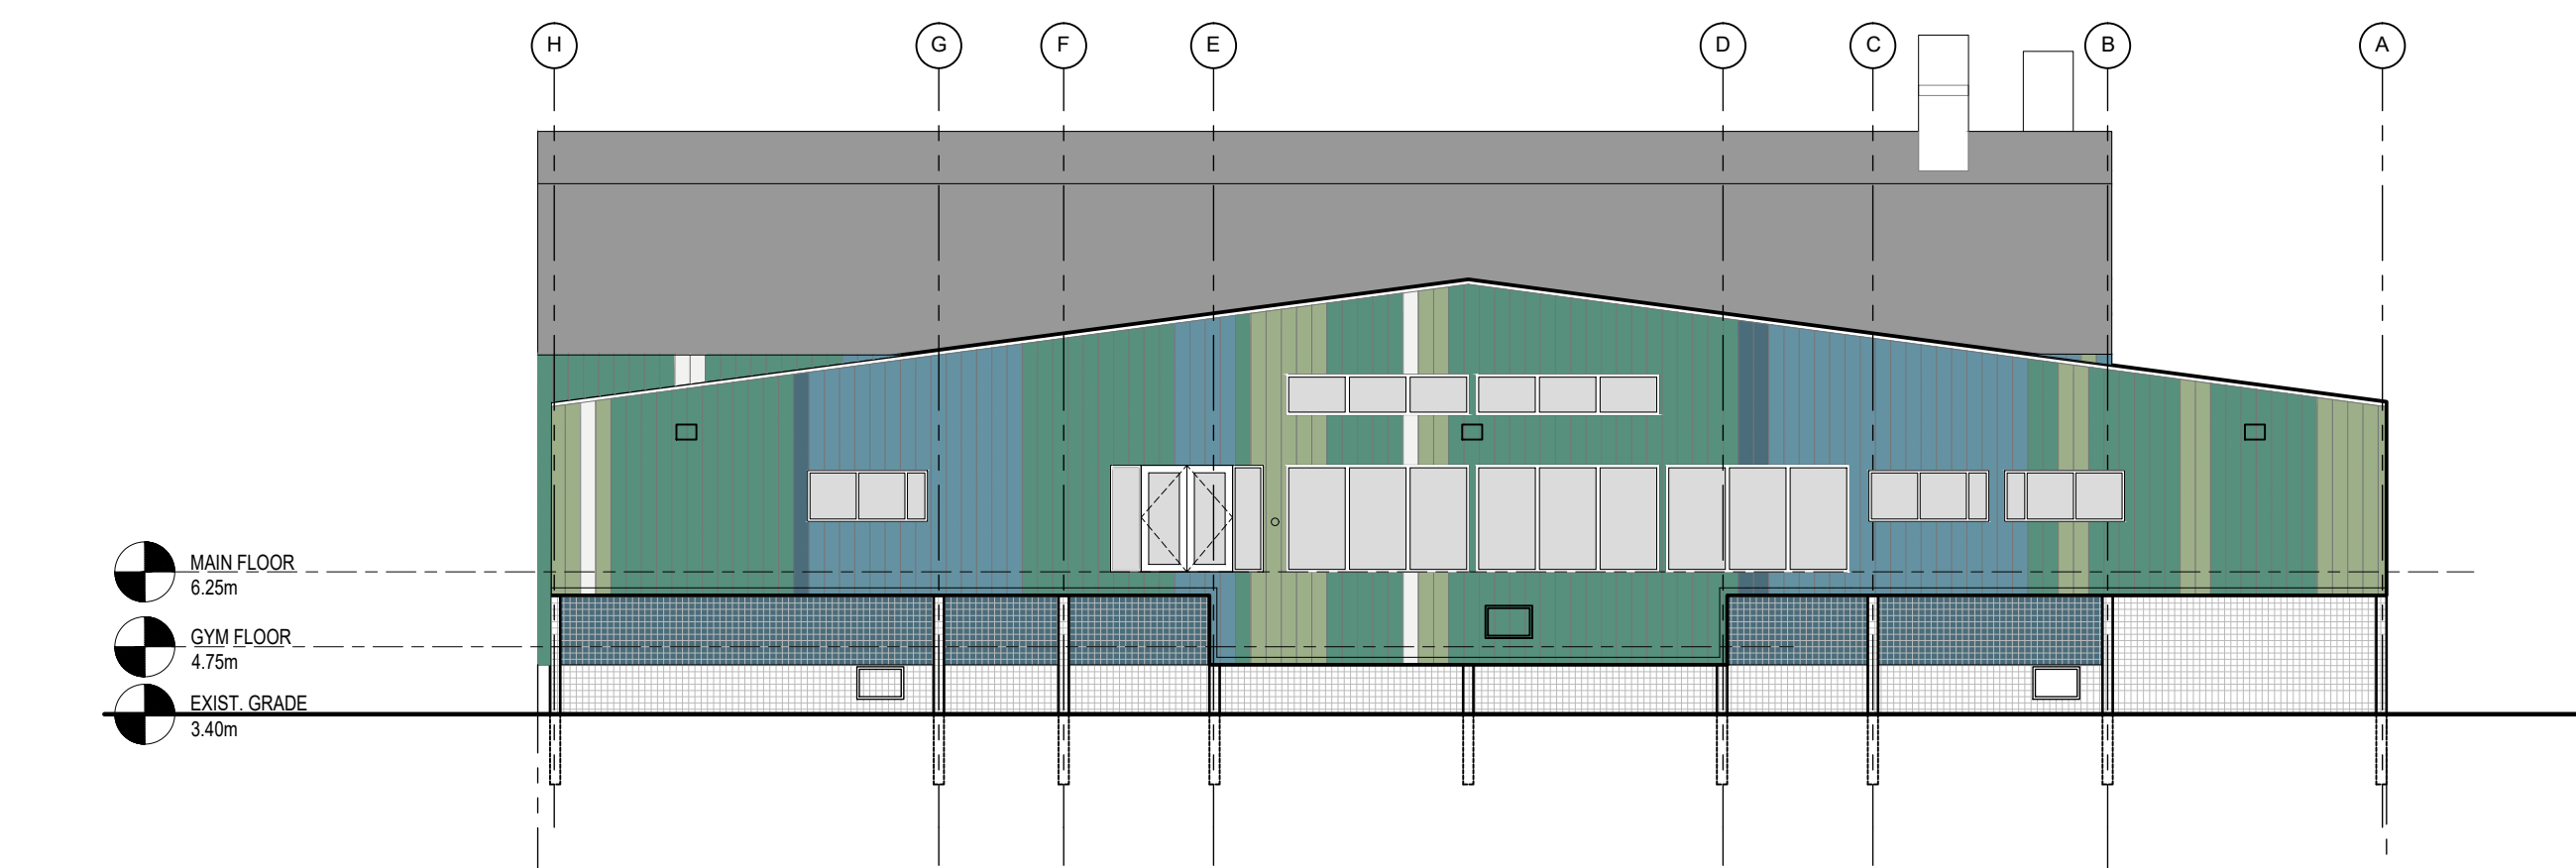 H G F E D C B A
MAIN FLOOR
6.25m
GYM FLOOR
4.75m
EXIST. GRADE
3.40m